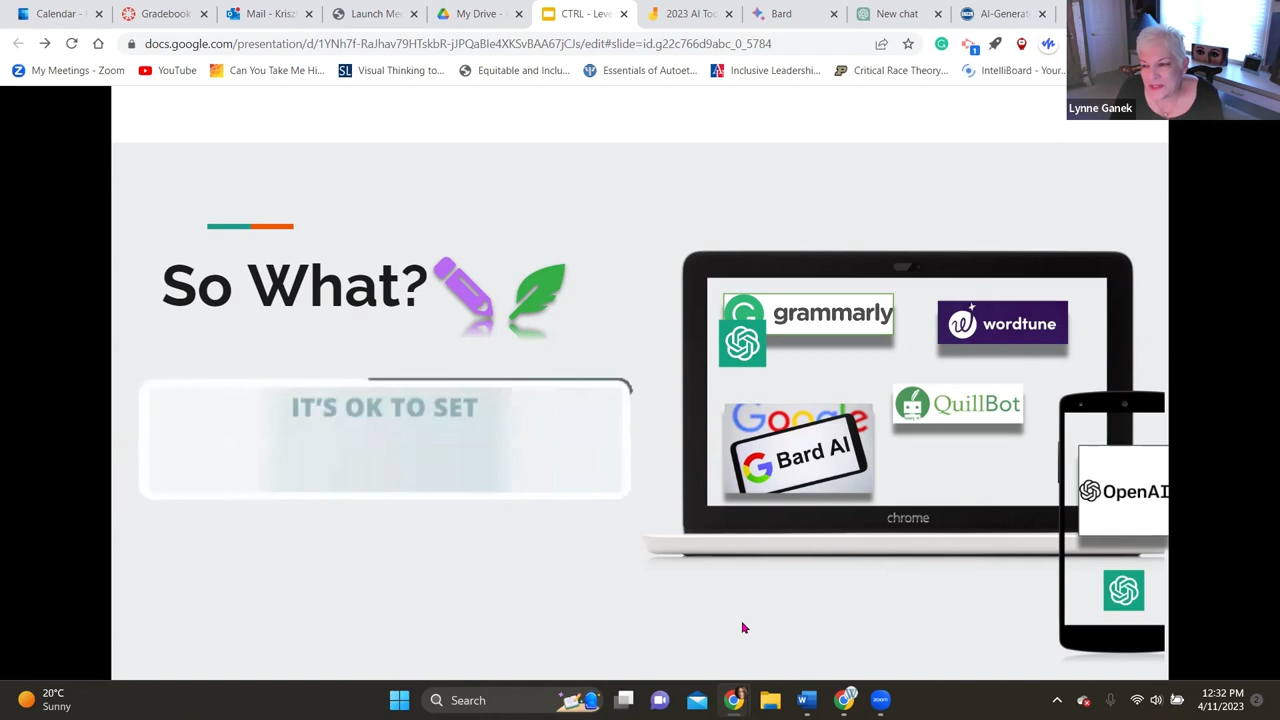 Calendar - K
Gradebook
Mail - Krisz
Launch Mee
My Drive -
CTRL - Leve
2023 AI Too
Bard
New chat
AI-Generat
docs.google.com/presentation/d/1YNh7f-RaJhav79HTskbR-jJPQaBIe4XKSvBAA67jCJs/edit#slide=id.g22c766d9abc_0_5784
My Meetings - Zoom
YouTube
Can You Take Me Hi...
Visual Thinking to...
Equitable and Inclu...
Essentials of Autoet...
Inclusive Leadershi...
Critical Race Theory...
IntelliBoard - Your...
Lynne Ganek
So What?
IT'S OK TO SET
grammarly
wordtune
QuillBot
Google
Bard AI
OpenAI
chrome
20°C
Sunny
Search
12:32 PM
4/11/2023